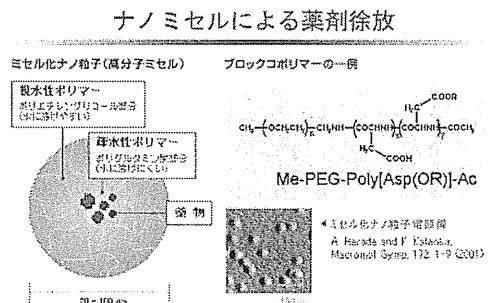 ナノミセルによる薬剤徐放
ミセル化ナノ粒子(高分子ミセル)
親水性ポリマー
ポリエチレングリコール部分
(水に溶けやすい)
疎水性ポリマー
ポリグルタミン酸部分
(水に溶けにくい)
薬物
ブロックコポリマーの一例
COOR
H₂C
COOH
Me-PEG-Poly[Asp(OR)]-Ac
ミセル化ナノ粒子電顕像
A. Harada and K. Kataoka,
Macromol. Symp. 172, 1-9 (2001)